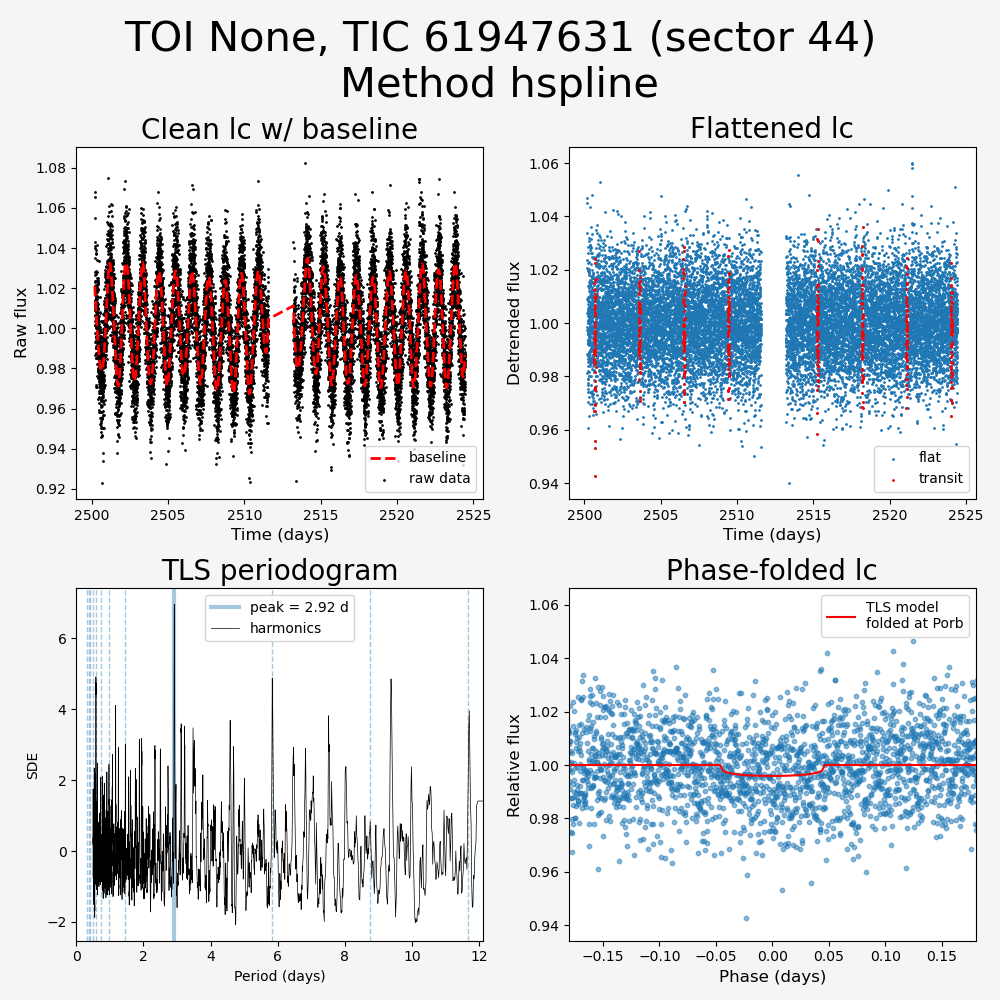 TOI None, TIC 61947631 (sector 44)
Method hspline
Clean lc w/ baseline
Flattened lc
1.08
1.06
1.04
1.02
1.00
0.98
0.96
0.94
0.92
Raw flux
baseline
raw data
2500
2505
2510
2515
2520
2525
Time (days)
1.06
1.04
1.02
1.00
0.98
0.96
0.94
Detrended flux
flat
transit
2500
2505
2510
2515
2520
2525
Time (days)
TLS periodogram
Phase-folded lc
6
4
2
0
−2
SDE
peak = 2.92 d
harmonics
0
2
4
6
8
10
12
Period (days)
1.06
1.04
1.02
1.00
0.98
0.96
0.94
Relative flux
TLS model
folded at Porb
−0.15
−0.10
−0.05
0.00
0.05
0.10
0.15
Phase (days)